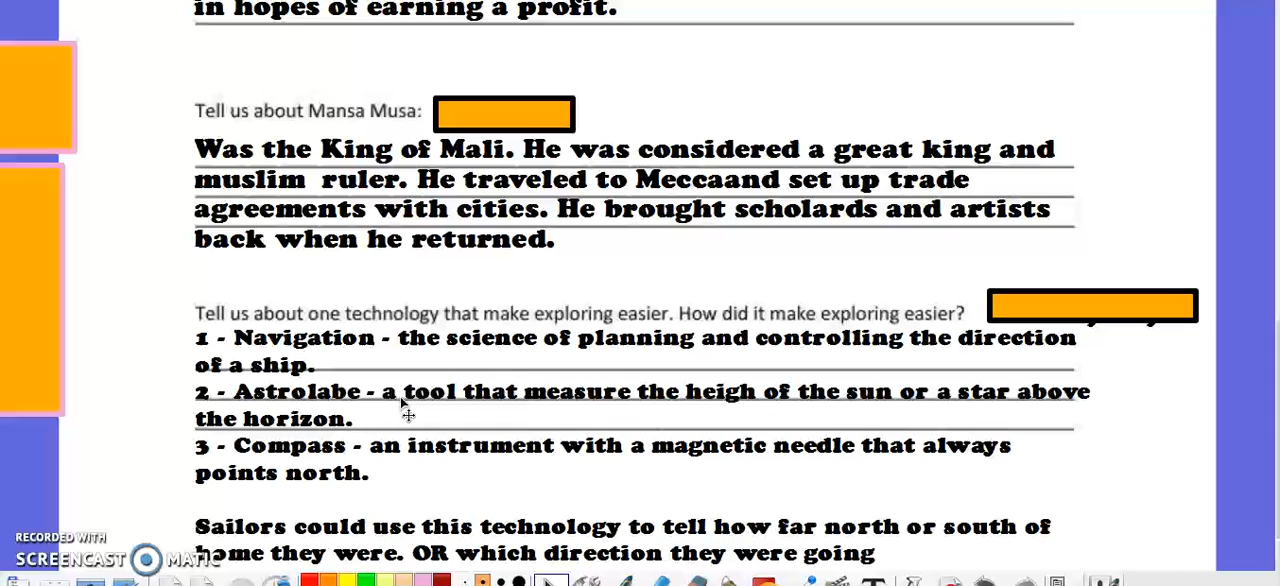 in hopes of earning a profit.
Tell us about Mansa Musa:
Was the King of Mali. He was considered a great king and
muslim ruler. He traveled to Meccaand set up trade
agreements with cities. He brought scholards and artists
back when he returned.
Tell us about one technology that make exploring easier. How did it make exploring easier?
1 - Navigation - the science of planning and controlling the direction
of a ship.
2 - Astrolabe - a tool that measure the heigh of the sun or a star above
the horizon.
3 - Compass - an instrument with a magnetic needle that always
points north.
Sailors could use this technology to tell how far north or south of
home they were. OR which direction they were going
RECORDED WITH
SCREENCAST MATIC